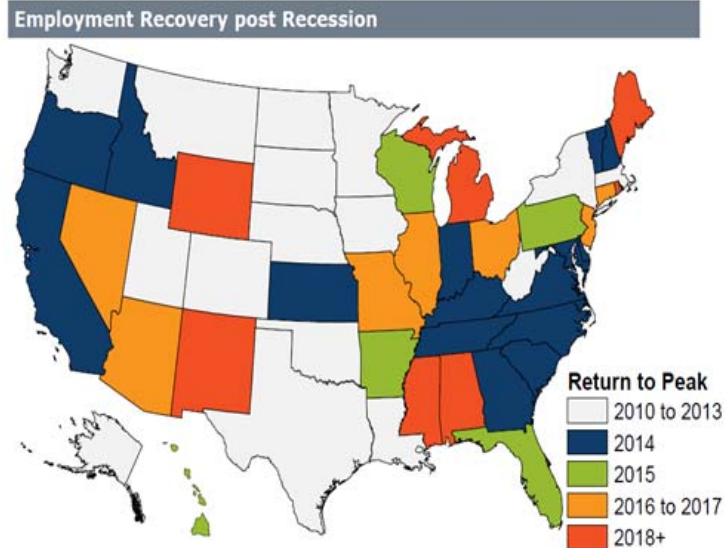 Employment Recovery post Recession
Return to Peak
2010 to 2013
2014
2015
2016 to 2017
2018+